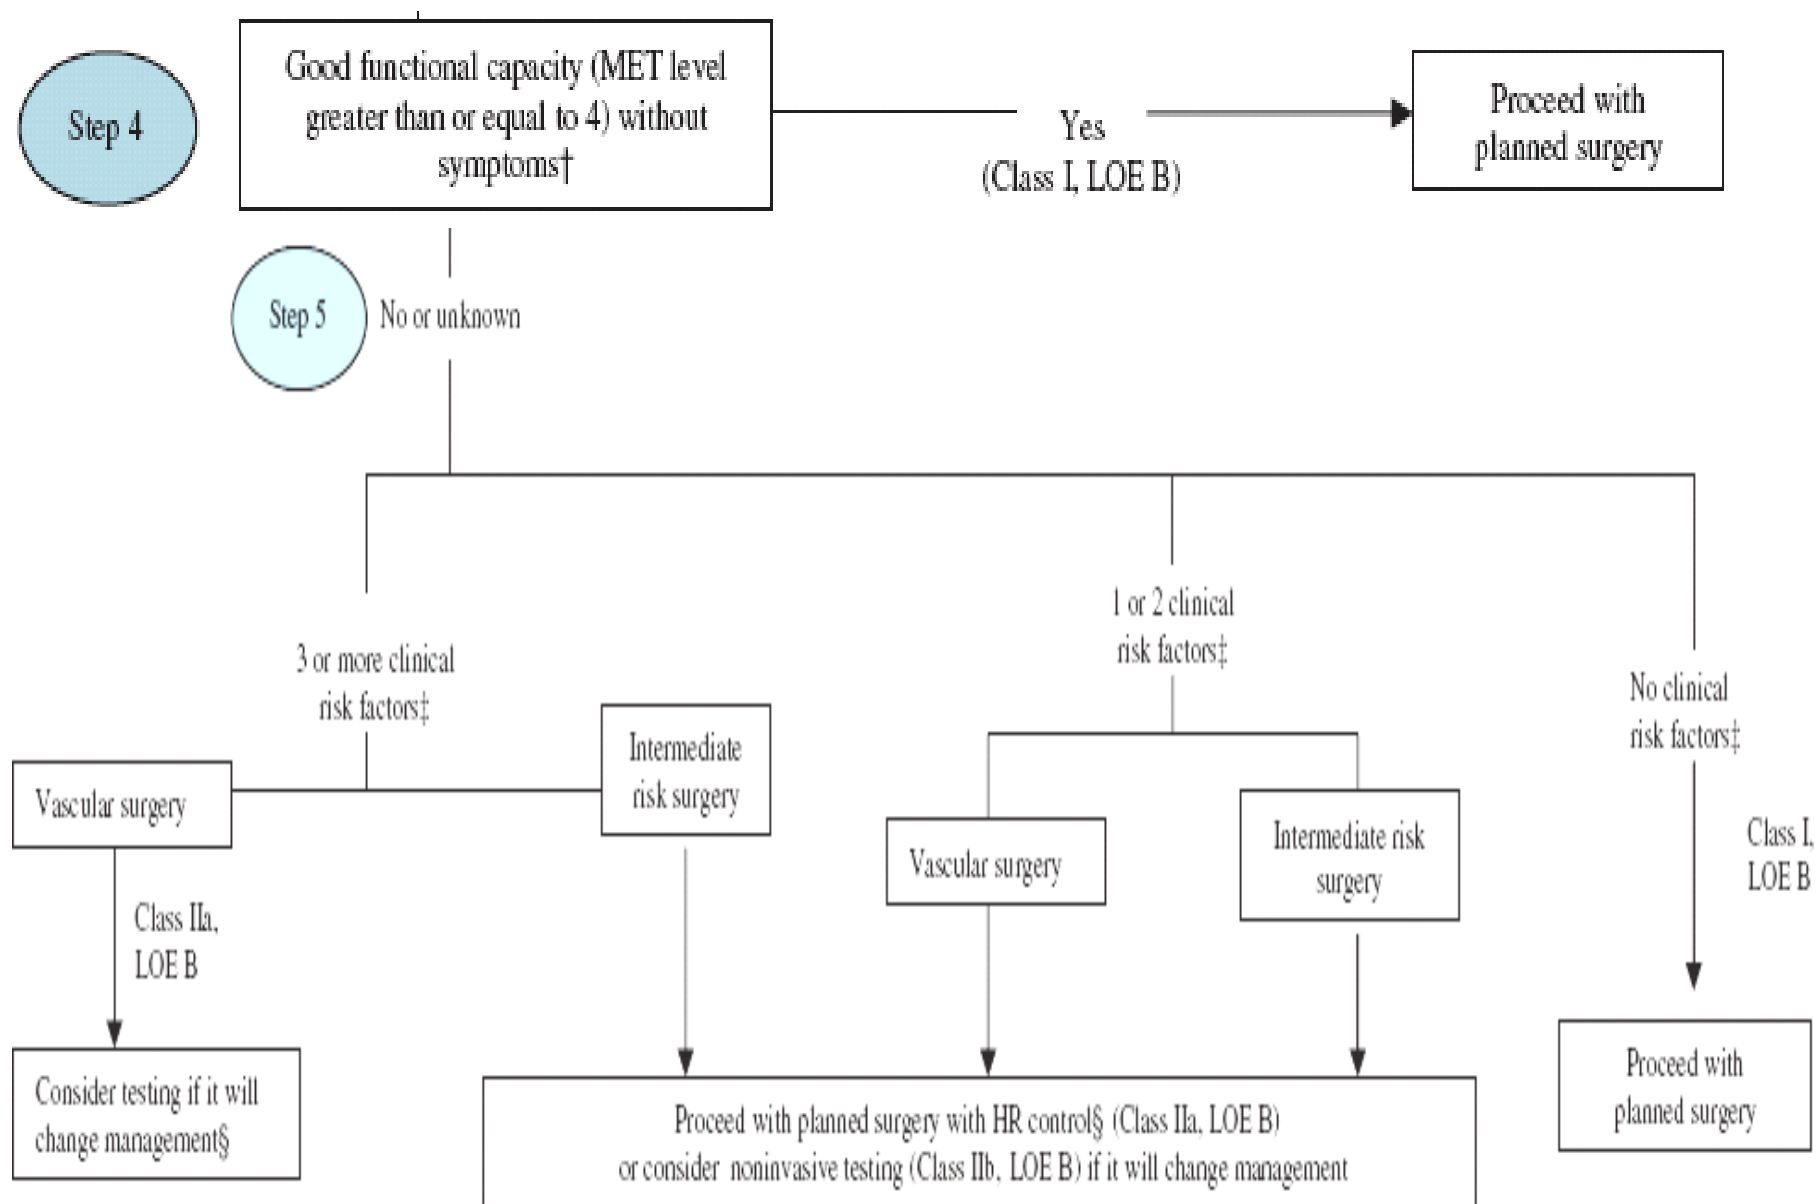 Step 4
Good functional capacity (MET level
greater than or equal to 4) without
symptoms†
Yes
(Class I, LOE B)
Proceed with
planned surgery
Step 5
No or unknown
3 or more clinical
risk factors‡
1 or 2 clinical
risk factors‡
No clinical
risk factors‡
Vascular surgery
Intermediate
risk surgery
Vascular surgery
Intermediate risk
surgery
Class I,
LOE B
Class IIa,
LOE B
Consider testing if it will
change management§
Proceed with planned surgery with HR control§ (Class IIa, LOE B)
or consider noninvasive testing (Class IIb, LOE B) if it will change management
Proceed with
planned surgery